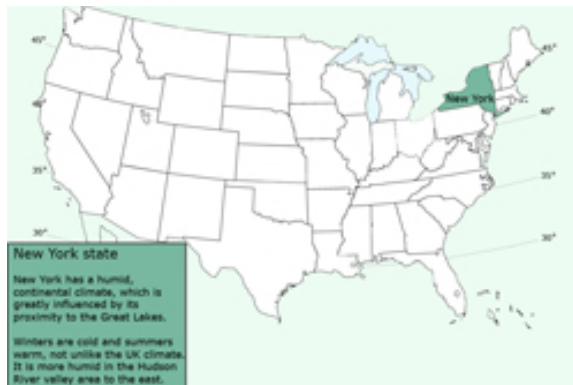 45°
45°
New York
40°
40°
35°
35°
30°
30°
New York state
New York has a humid,
continental climate, which is
greatly influenced by its
proximity to the Great Lakes.
Winters are cold and summers
warm, not unlike the UK climate.
It is more humid in the Hudson
River valley area to the east.